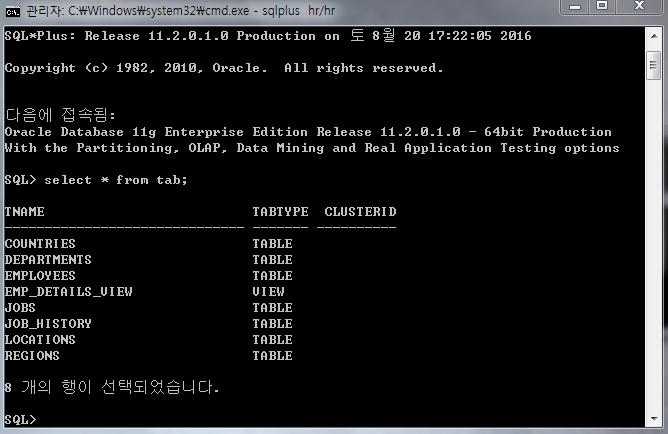 관리자: C:￦Windows￦system32￦cmd.exe - sqlplus  hr/hr
SQL*Plus: Release 11.2.0.1.0 Production on 토 8월 20 17:22:05 2016
Copyright (c) 1982, 2010, Oracle.  All rights reserved.
다음에 접속됨:
Oracle Database 11g Enterprise Edition Release 11.2.0.1.0 - 64bit Production
With the Partitioning, OLAP, Data Mining and Real Application Testing options
SQL> select * from tab;
TNAME                          TABTYPE  CLUSTERID
------------------------------ ------- ----------
COUNTRIES                      TABLE
DEPARTMENTS                    TABLE
EMPLOYEES                      TABLE
EMP_DETAILS_VIEW               VIEW
JOBS                           TABLE
JOB_HISTORY                    TABLE
LOCATIONS                      TABLE
REGIONS                        TABLE
8 개의 행이 선택되었습니다.
SQL>